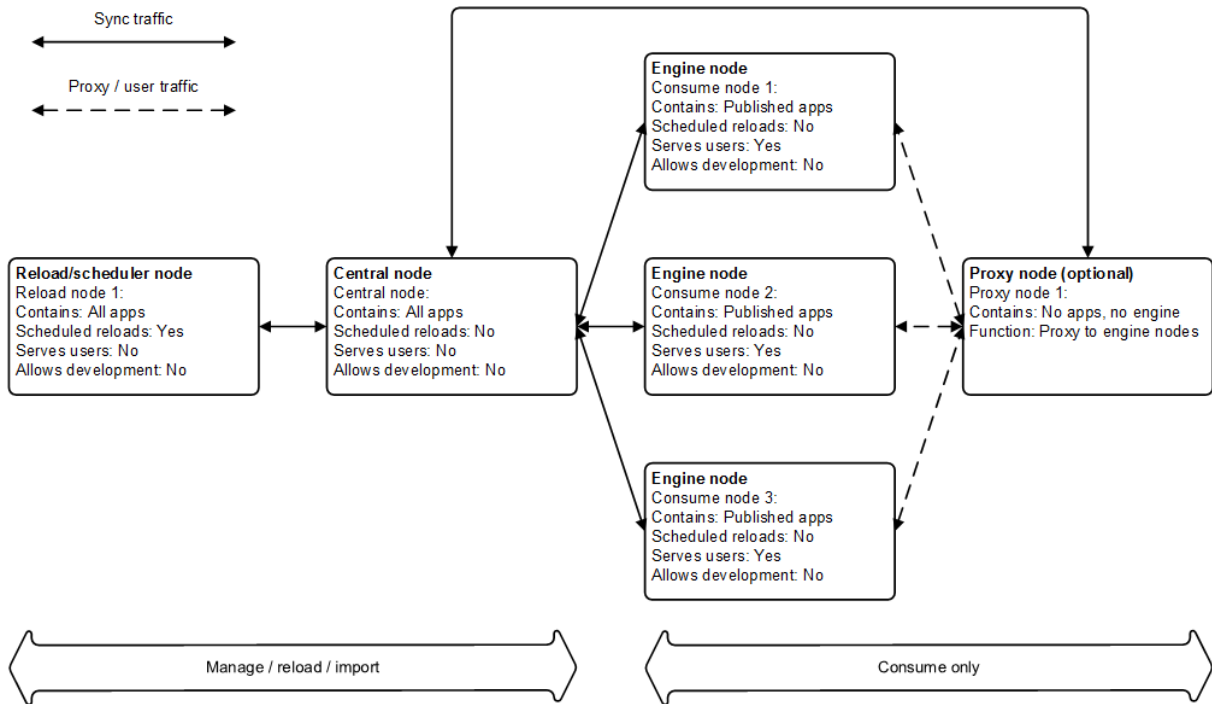 Sync traffic
Proxy / user traffic
Engine node
Consume node 1:
Contains: Published apps
Scheduled reloads: No
Serves users: Yes
Allows development: No
Reload/scheduler node
Reload node 1:
Contains: All apps
Scheduled reloads: Yes
Serves users: No
Allows development: No
Central node
Central node:
Contains: All apps
Scheduled reloads: No
Serves users: No
Allows development: No
Engine node
Consume node 2:
Contains: Published apps
Scheduled reloads: No
Serves users: Yes
Allows development: No
Proxy node (optional)
Proxy node 1:
Contains: No apps, no engine
Function: Proxy to engine nodes
Engine node
Consume node 3:
Contains: Published apps
Scheduled reloads: No
Serves users: Yes
Allows development: No
Manage / reload / import
Consume only